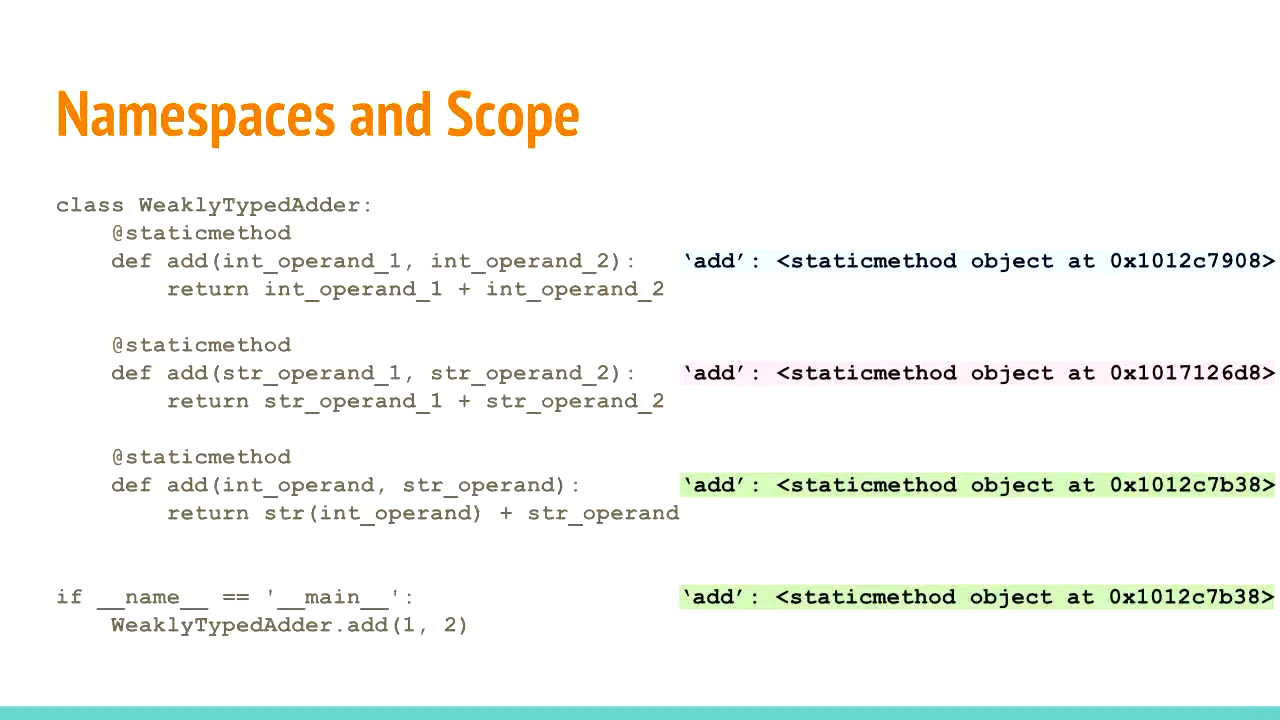 Namespaces and Scope
class WeaklyTypedAdder:
@staticmethod
def add(int_operand_1, int_operand_2): ‘add’: <staticmethod object at 0x1012c7908>
return int_operand_1 + int_operand_2
@staticmethod
def add(str_operand_1, str_operand_2): ‘add’: <staticmethod object at 0x1017126d8>
return str_operand_1 + str_operand_2
@staticmethod
def add(int_operand, str_operand): ‘add’: <staticmethod object at 0x1012c7b38>
return str(int_operand) + str_operand
if __name__ == '__main__': ‘add’: <staticmethod object at 0x1012c7b38>
WeaklyTypedAdder.add(1, 2)